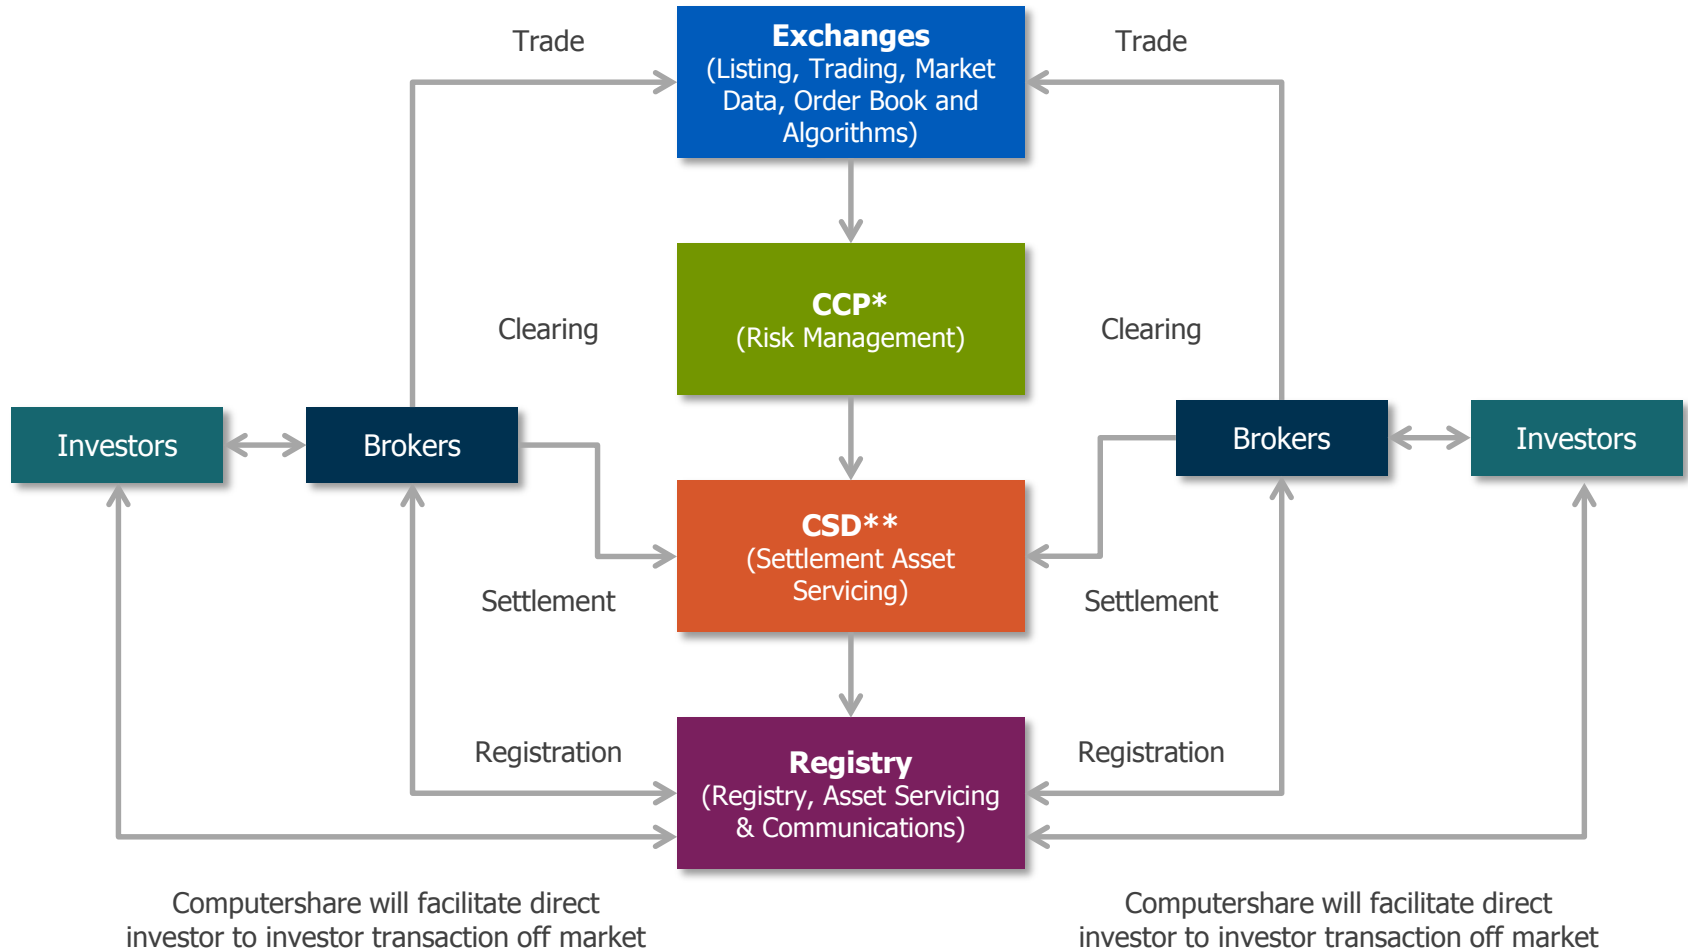 Trade
Exchanges
(Listing, Trading, Market
Data, Order Book and
Algorithms)
Trade
Clearing
CCP*
(Risk Management)
Clearing
Investors
Brokers
Brokers
Investors
CSD**
(Settlement Asset
Servicing)
Settlement
Settlement
Registration
Registry
(Registry, Asset Servicing
& Communications)
Registration
Computershare will facilitate direct
investor to investor transaction off market
Computershare will facilitate direct
investor to investor transaction off market